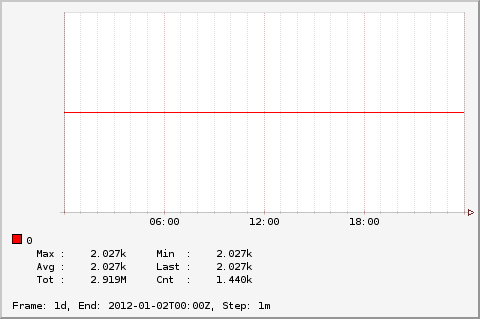 06:00 12:00 18:00
0
Max : 2.027k Min : 2.027k
Avg : 2.027k Last : 2.027k
Tot : 2.919M Cnt : 1.440k
Frame: 1d, End: 2012-01-02T00:00Z, Step: 1m